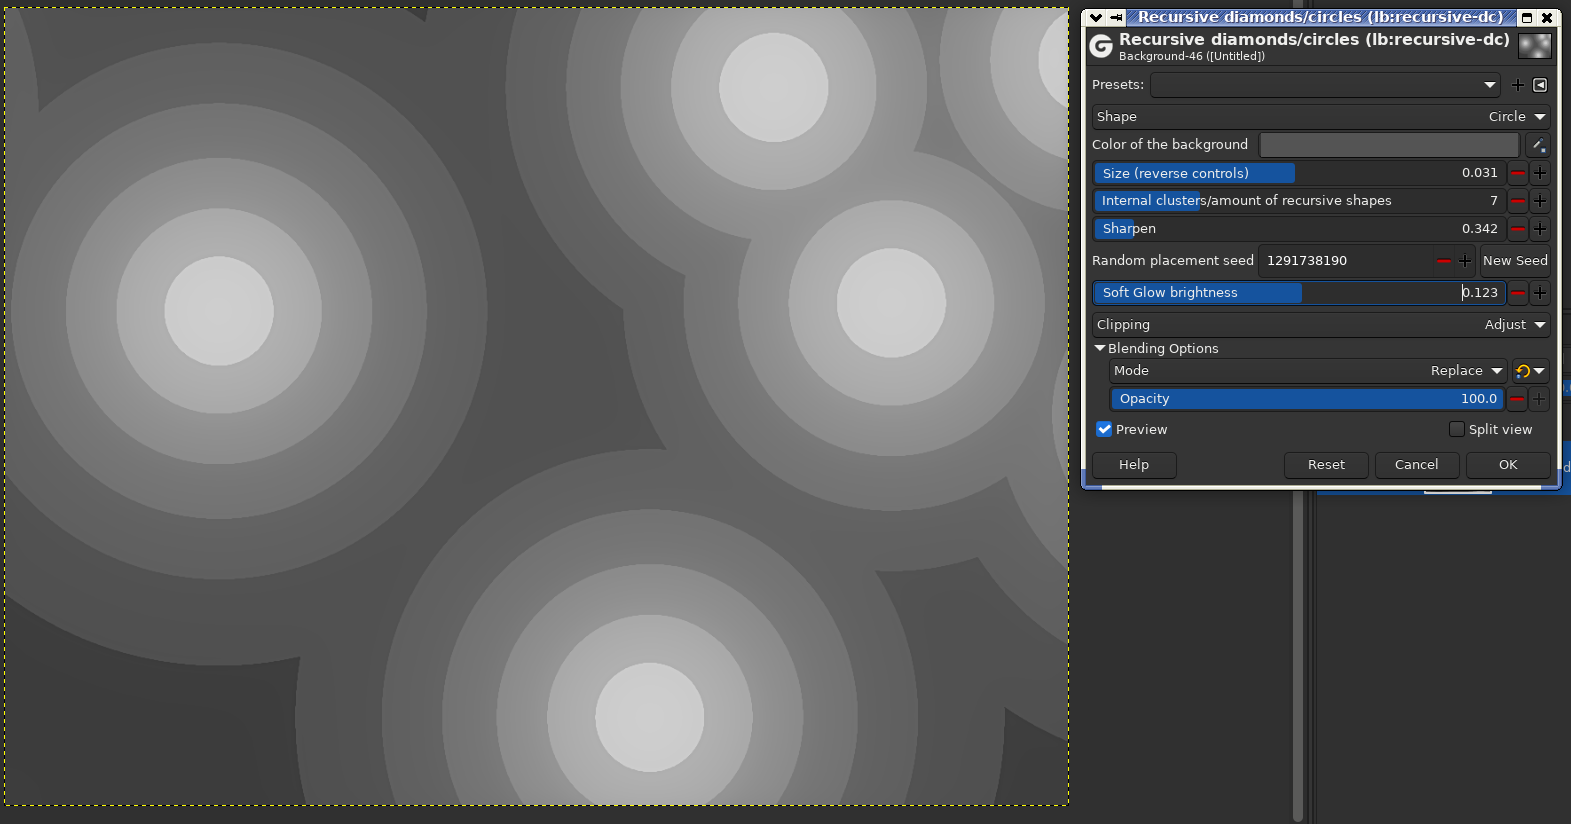 Recursive diamonds/circles (lb:recursive-dc)
Recursive diamonds/circles (lb:recursive-dc)
Background-46 ([Untitled])
Presets:
Shape Circle
Color of the background
Size (reverse controls) 0.031
Internal clusters/amount of recursive shapes 7
Sharpen 0.342
Random placement seed 1291738190 New Seed
Soft Glow brightness 0.123
Clipping Adjust
Blending Options
Mode Replace
Opacity 100.0
Preview Split view
Help Reset Cancel OK